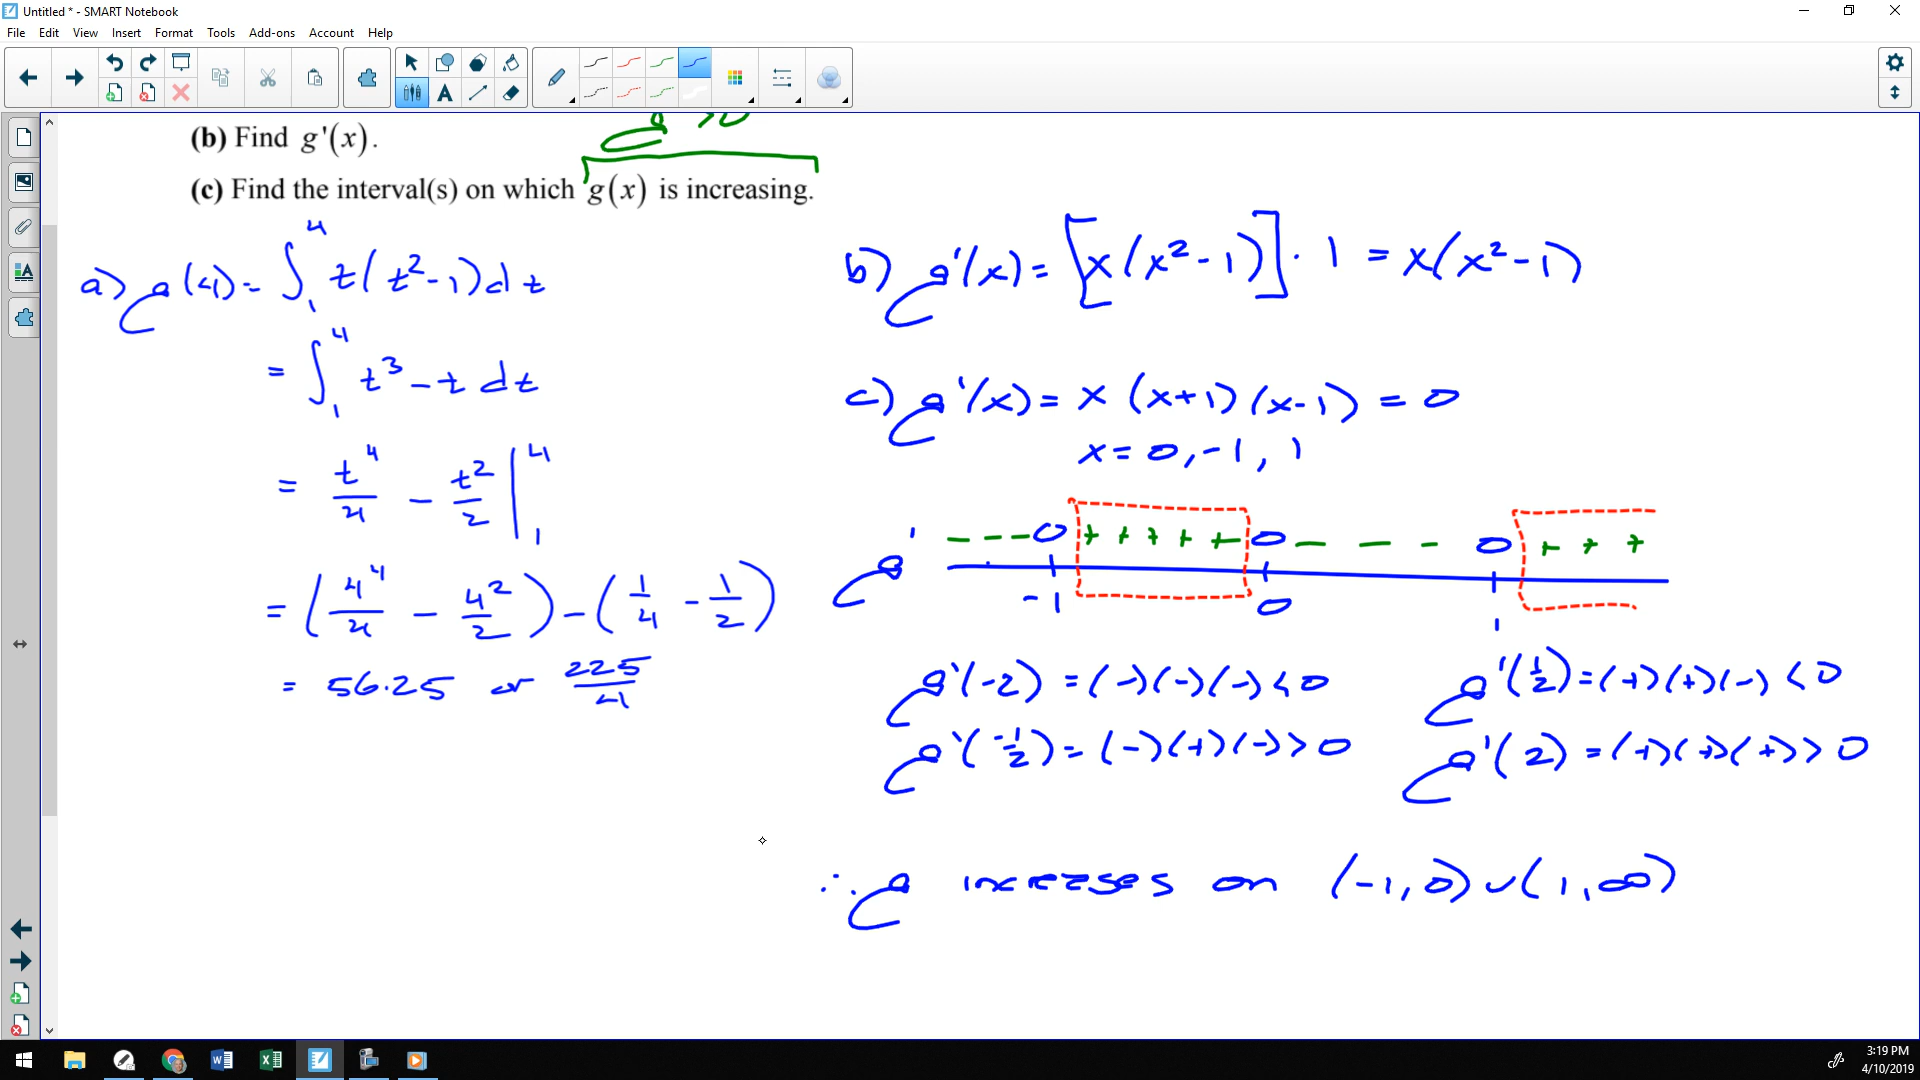 Untitled * - SMART Notebook
File Edit View Insert Format Tools Add-ons Account Help
g' >0
(b) Find g'(x).
(c) Find the interval(s) on which g(x) is increasing.
a) g(4) = ∫₁⁴ t(t²-1)dt
= ∫₁⁴ t³-t dt
= t⁴/4 - t²/2 |₁⁴
= (4⁴/4 - 4²/2) - (1/4 - 1/2)
= 56.25 or 225/4
b) g'(x) = [x(x²-1)]·1 = x(x²-1)
c) g'(x) = x (x+1)(x-1) = 0
x = 0, -1, 1
g' - - - 0 + + + + + 0 - - - 0 + + +
-1 0 1
g'(-2) = (-)(-)(-) < 0
g'(-1/2) = (-)(+)(-) > 0
g'(1/2) = (+)(+)(-) < 0
g'(2) = (+)(+)(+) > 0
∴ g increases on (-1, 0) ∪ (1, ∞)
3:19 PM
4/10/2019